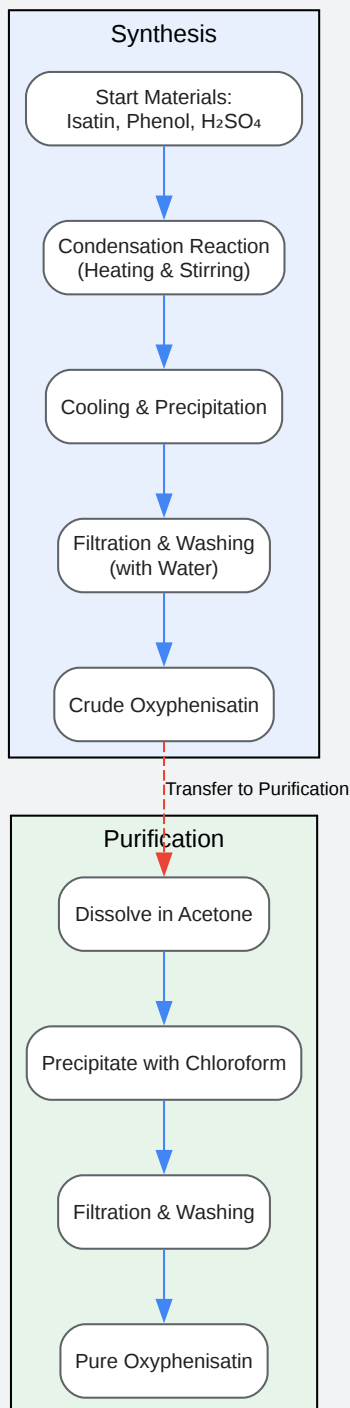 Synthesis
Start Materials:
Isatin, Phenol, H₂SO₄
Condensation Reaction
(Heating & Stirring)
Cooling & Precipitation
Filtration & Washing
(with Water)
Crude Oxyphenisatin
Transfer to Purification
Purification
Dissolve in Acetone
Precipitate with Chloroform
Filtration & Washing
Pure Oxyphenisatin